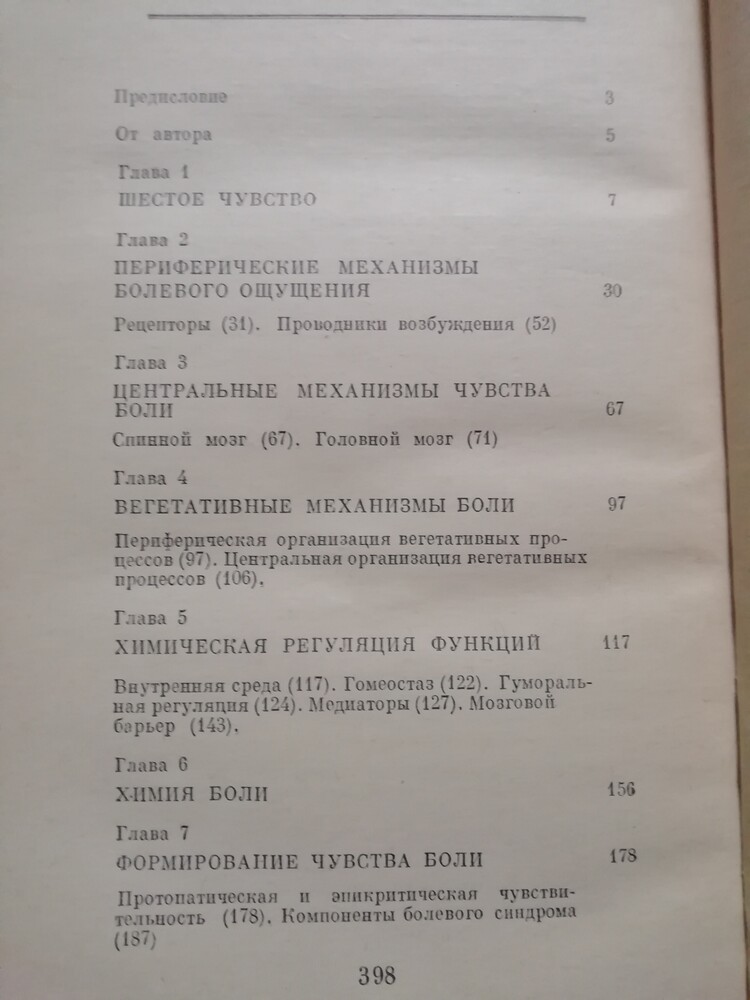 Предисловие 3
От автора 5
Глава 1
ШЕСТОЕ ЧУВСТВО 7
Глава 2
ПЕРИФЕРИЧЕСКИЕ МЕХАНИЗМЫ
БОЛЕВОГО ОЩУЩЕНИЯ 30
Рецепторы (31). Проводники возбуждения (52)
Глава 3
ЦЕНТРАЛЬНЫЕ МЕХАНИЗМЫ ЧУВСТВА
БОЛИ 67
Спинной мозг (67). Головной мозг (71)
Глава 4
ВЕГЕТАТИВНЫЕ МЕХАНИЗМЫ БОЛИ 97
Периферическая организация вегетативных про-
цессов (97). Центральная организация вегетативных
процессов (106).
Глава 5
ХИМИЧЕСКАЯ РЕГУЛЯЦИЯ ФУНКЦИЙ 117
Внутренняя среда (117). Гомеостаз (122). Гумораль-
ная регуляция (124). Медиаторы (127). Мозговой
барьер (143).
Глава 6
ХИМИЯ БОЛИ 156
Глава 7
ФОРМИРОВАНИЕ ЧУВСТВА БОЛИ 178
Протопатическая и эпикритическая чувстви-
тельность (178). Компоненты болевого синдрома
(187)
398